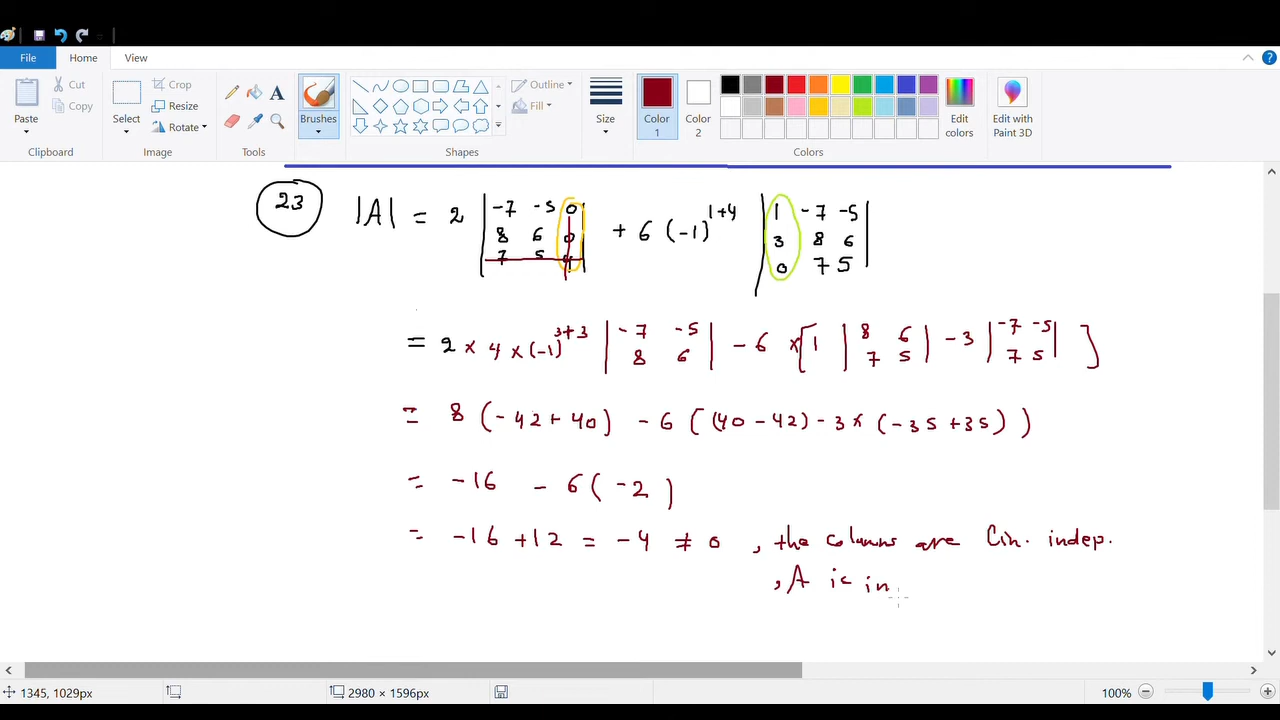 File Home View
Paste Cut Copy Select Crop Resize Rotate Brushes Outline Fill Size Color 1 Color 2 Edit colors Edit with Paint 3D
Clipboard Image Tools Shapes Colors
23 |A| = 2 | -7 -5 0 | + 6 (-1)^1+4 | 1 -7 -5 |
8 6 0 3 8 6
7 5 4 0 7 5
= 2 × 4 × (-1)^3+3 | -7 -5 | - 6 × [ 1 | 8 6 | - 3 | -7 -5 | ]
8 6 7 5 7 5
= 8 (-42 + 40) - 6 ( (40 - 42) - 3 × (-35 + 35) )
= -16 - 6 ( -2 )
= -16 + 12 = -4 ≠ 0 , the columns are lin. indep.
, A is in
1345, 1029px 2980 × 1596px 100%